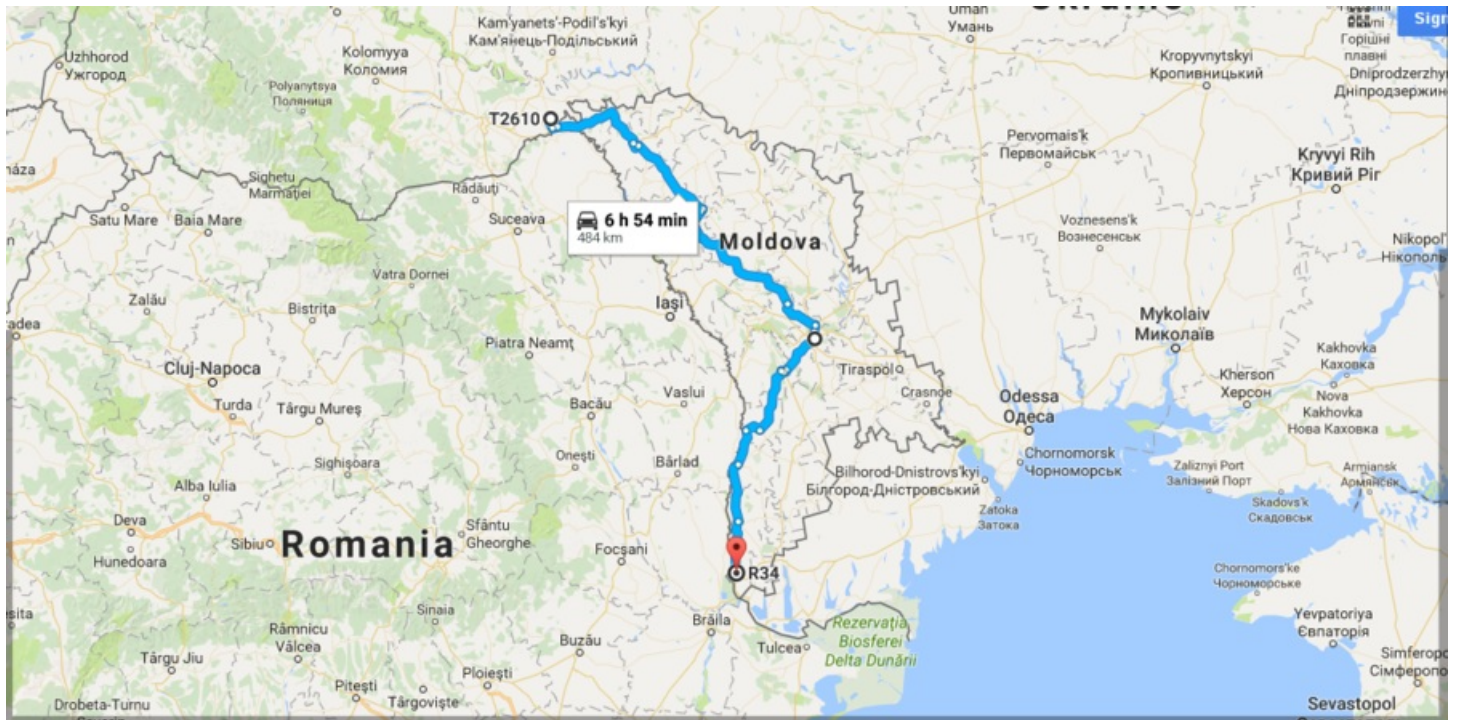 Uman
Умань
Sign
Kam'yanets'-Podil's'kyi
Кам'янець-Подільський
Горішні
плавні
Uzhhorod
Ужгород
Kolomyya
Коломия
Kropyvnytskyi
Кропивницький
Polyanytsya
Поляниця
T2610
Pervomais'k
Первомайськ
Kryvyi Rih
Кривий Ріг
Sighetu
Marmației
Rădăuți
Satu Mare
Baia Mare
Suceava
6 h 54 min
484 km
Moldova
Voznesens'k
Вознесенськ
Vatra Dornei
Zalău
Bistrița
Iași
Mykolaiv
Миколаїв
Piatra Neamț
Kakhovka
Каховка
Cluj-Napoca
Tiraspol
Kherson
Херсон
Turda
Târgu Mureș
Bacău
Vaslui
Crasnoe
Odessa
Одеса
Nova
Kakhovka
Нова Каховка
Sighișoara
Onești
Bârlad
Chornomorsk
Чорноморськ
Bilhorod-Dnistrovs'kyi
Білгород-Дністровський
Zaliznyi Port
Залізний Порт
Armiansk
Армянськ
Alba Iulia
Zatoka
Затока
Skadovs'k
Скадовськ
Deva
Hunedoara
Sibiu
Romania
Sfântu
Gheorghe
Focșani
R34
Chornomors'ke
Чорноморське
Sinaia
Brăila
Rezervația
Biosferei
Delta Dunării
Yevpatoriya
Євпаторія
Râmnicu
Vâlcea
Buzău
Tulcea
Târgu Jiu
Ploiești
Pitești
Târgoviște
Drobeta-Turnu
Sevastopol